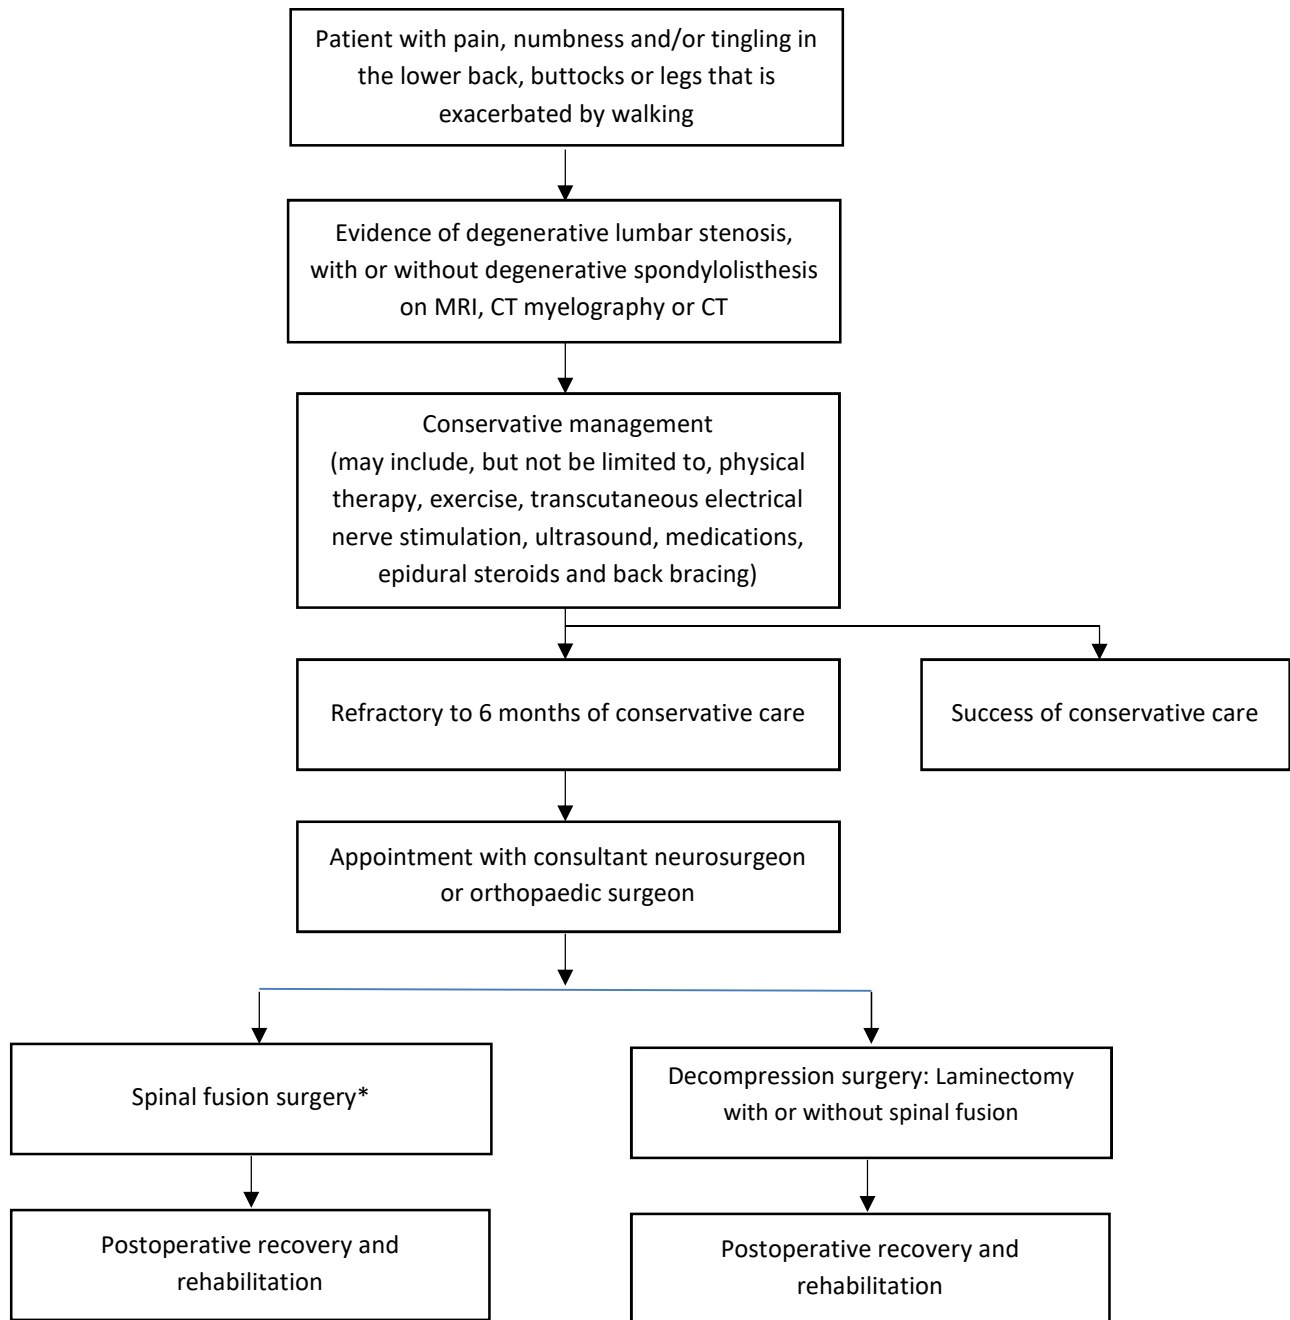 Patient with pain, numbness and/or tingling in
the lower back, buttocks or legs that is
exacerbated by walking
Evidence of degenerative lumbar stenosis,
with or without degenerative spondylolisthesis
on MRI, CT myelography or CT
Conservative management
(may include, but not be limited to, physical
therapy, exercise, transcutaneous electrical
nerve stimulation, ultrasound, medications,
epidural steroids and back bracing)
Refractory to 6 months of conservative care
Success of conservative care
Appointment with consultant neurosurgeon
or orthopaedic surgeon
Spinal fusion surgery*
Decompression surgery: Laminectomy
with or without spinal fusion
Postoperative recovery and
rehabilitation
Postoperative recovery and
rehabilitation